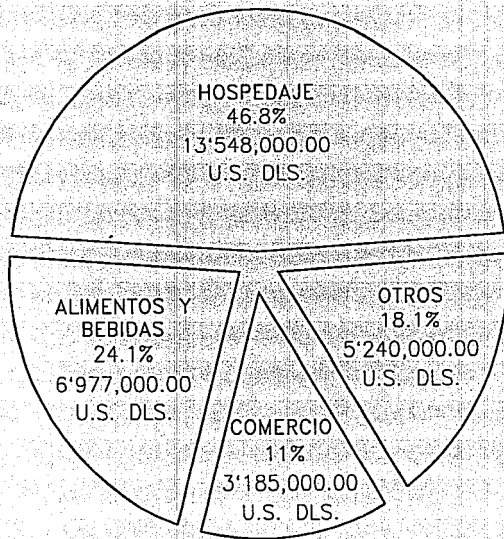 HOSPEDAJE
46.8%
13'548,000.00
U.S. DLS.
ALIMENTOS Y
BEBIDAS
24.1%
6'977,000.00
U.S. DLS.
OTROS
18.1%
5'240,000.00
U.S. DLS.
COMERCIO
11%
3'185,000.00
U.S. DLS.